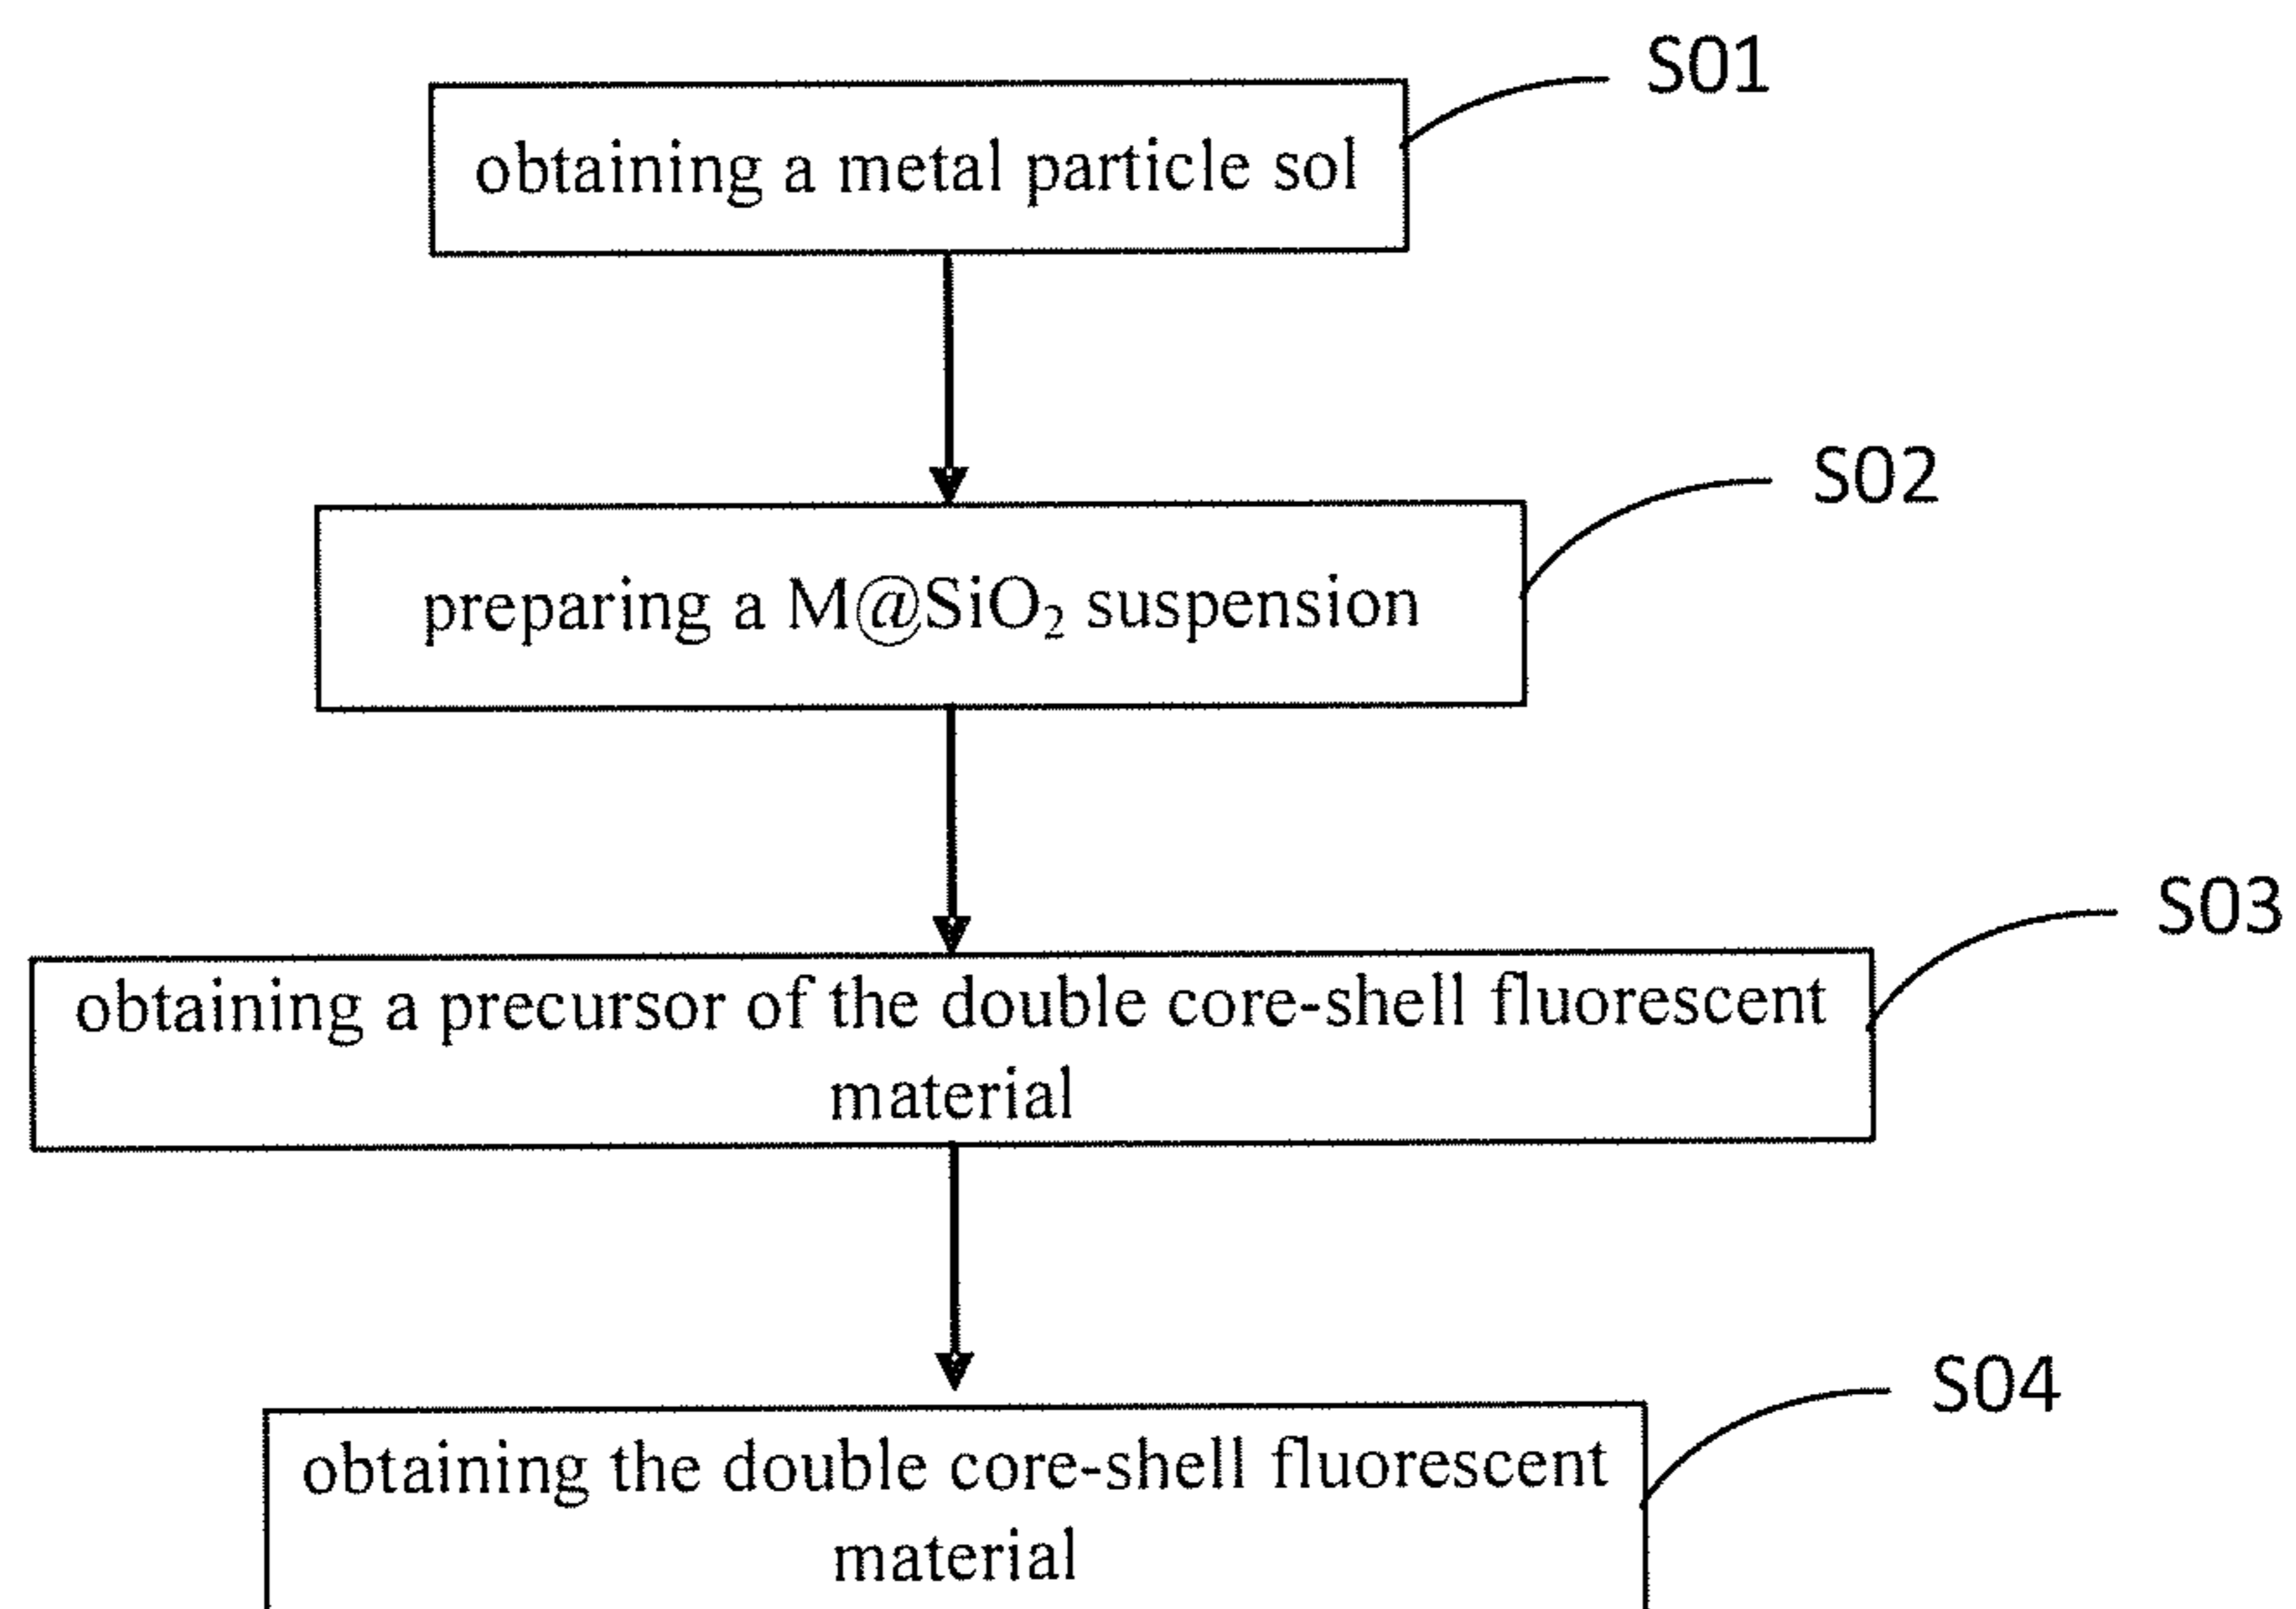 S01
obtaining a metal particle sol
S02
preparing a M@SiO₂ suspension
S03
obtaining a precursor of the double core-shell fluorescent
material
S04
obtaining the double core-shell fluorescent
material